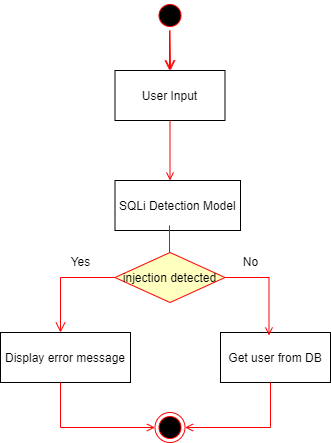 User Input
SQLi Detection Model
injection detected
Yes
No
Display error message
Get user from DB